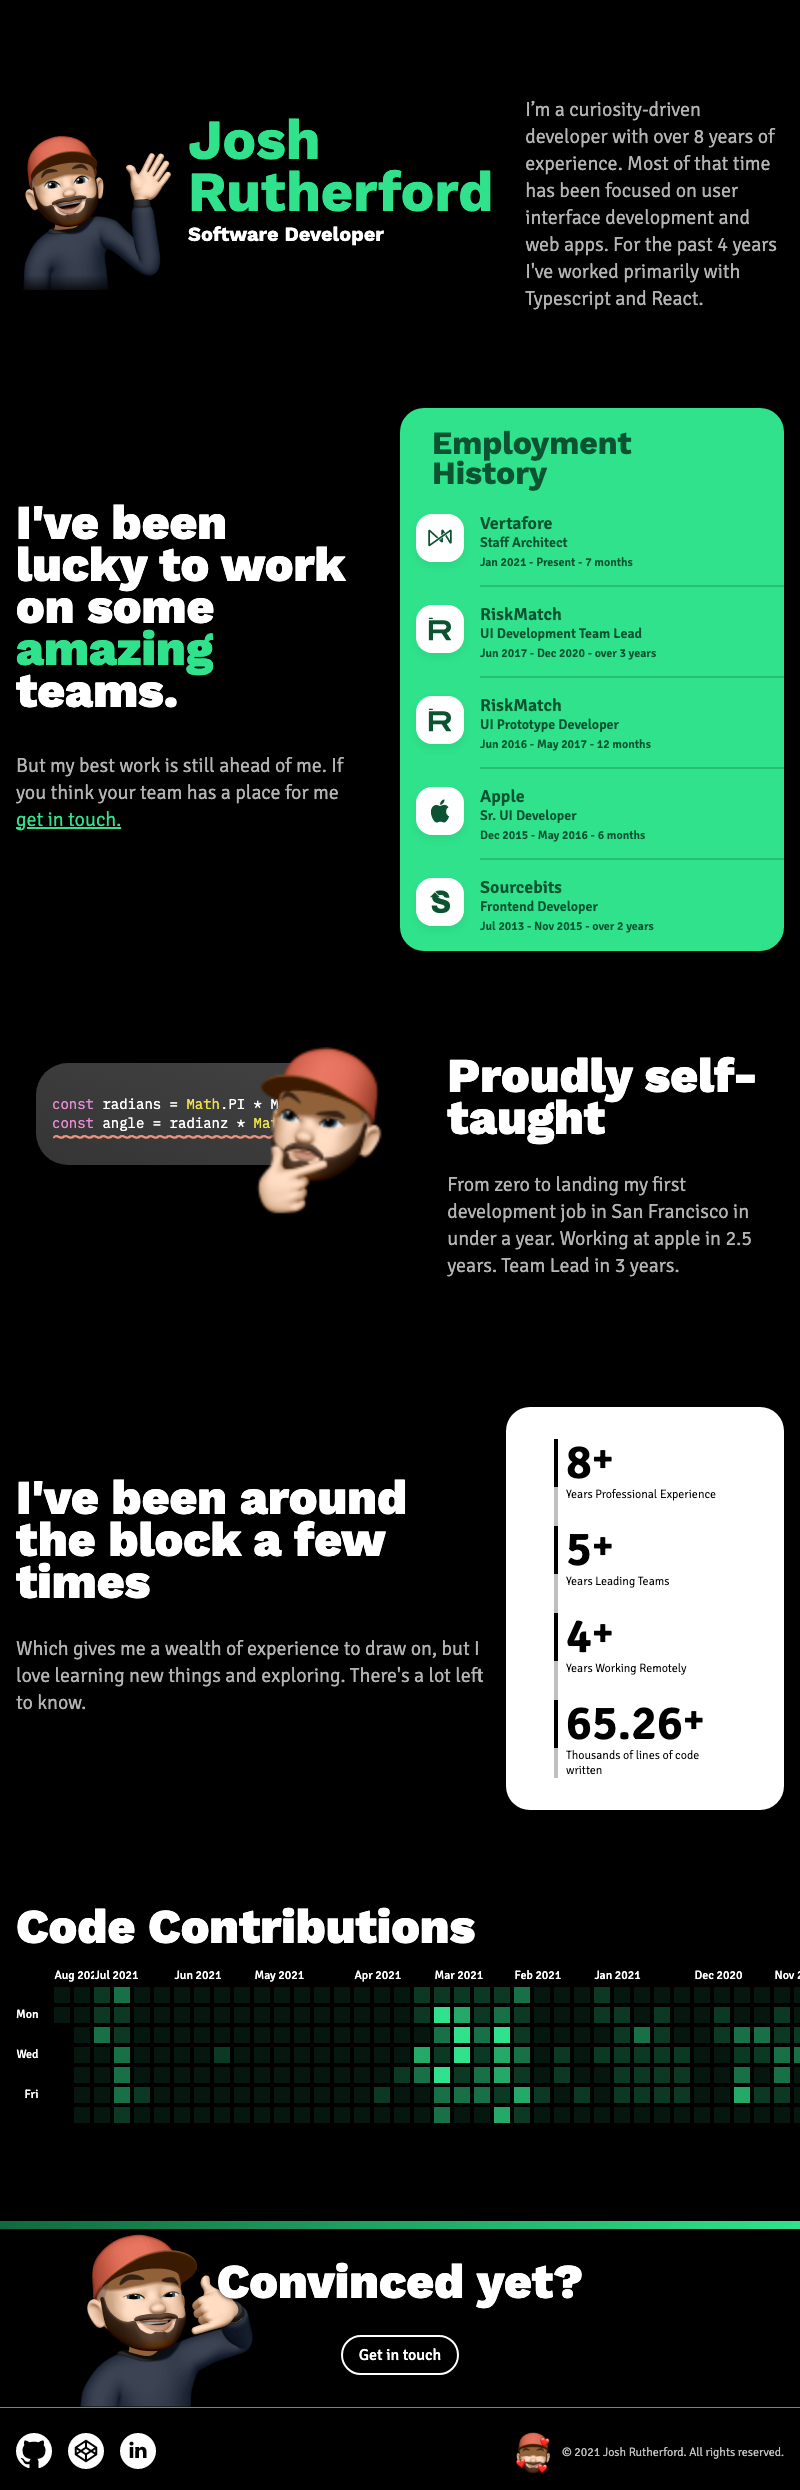 Josh
Rutherford
Software Developer
I’m a curiosity-driven
developer with over 8 years of
experience. Most of that time
has been focused on user
interface development and
web apps. For the past 4 years
I've worked primarily with
Typescript and React.
I've been
lucky to work
on some
amazing
teams.
But my best work is still ahead of me. If
you think your team has a place for me
get in touch.
Employment
History
Vertafore
Staff Architect
Jan 2021 - Present - 7 months
RiskMatch
UI Development Team Lead
Jun 2017 - Dec 2020 - over 3 years
RiskMatch
UI Prototype Developer
Jun 2016 - May 2017 - 12 months
Apple
Sr. UI Developer
Dec 2015 - May 2016 - 6 months
Sourcebits
Frontend Developer
Jul 2013 - Nov 2015 - over 2 years
const radians = Math.PI * M
const angle = radianz * Mat
Proudly self-
taught
From zero to landing my first
development job in San Francisco in
under a year. Working at apple in 2.5
years. Team Lead in 3 years.
I've been around
the block a few
times
Which gives me a wealth of experience to draw on, but I
love learning new things and exploring. There's a lot left
to know.
8+
Years Professional Experience
5+
Years Leading Teams
4+
Years Working Remotely
65.26+
Thousands of lines of code
written
Code Contributions
Aug 202 Jul 2021 Jun 2021 May 2021 Apr 2021 Mar 2021 Feb 2021 Jan 2021 Dec 2020 Nov 2
Mon
Wed
Fri
Convinced yet?
Get in touch
in
© 2021 Josh Rutherford. All rights reserved.